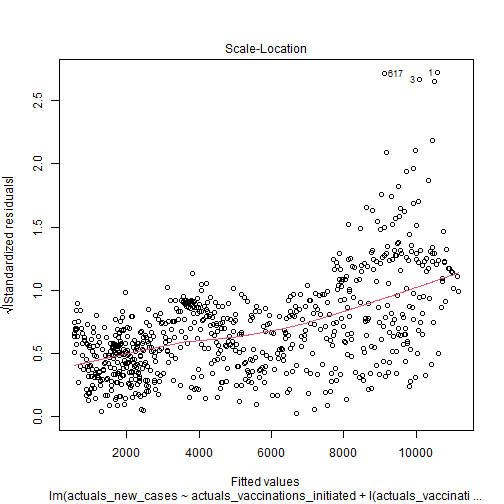 Scale-Location
√|Standardized residuals|
2.5
2.0
1.5
1.0
0.5
0.0
617
1
3
2000 4000 6000 8000 10000
Fitted values
lm(actuals_new_cases ~ actuals_vaccinations_initiated + I(actuals_vaccinati ...